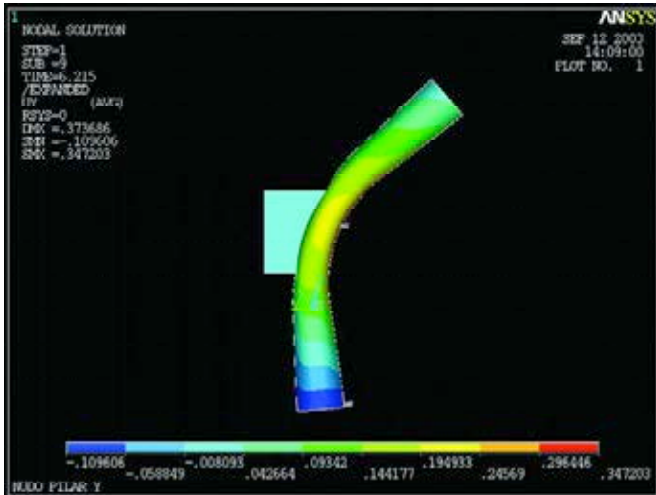 1
ANSYS
NODAL SOLUTION
SEP 12 2003
14:09:00
PLOT NO. 1
STEP=1
SUB =9
TIME=6.215
/EXPANDED
UY (AVG)
RSYS=0
DMX =.373686
SMN =-.109606
SMX =.347203
-.109606 -.008093 .09342 .194933 .296446
-.058849 .042664 .144177 .24569 .347203
NUDO PILAR Y